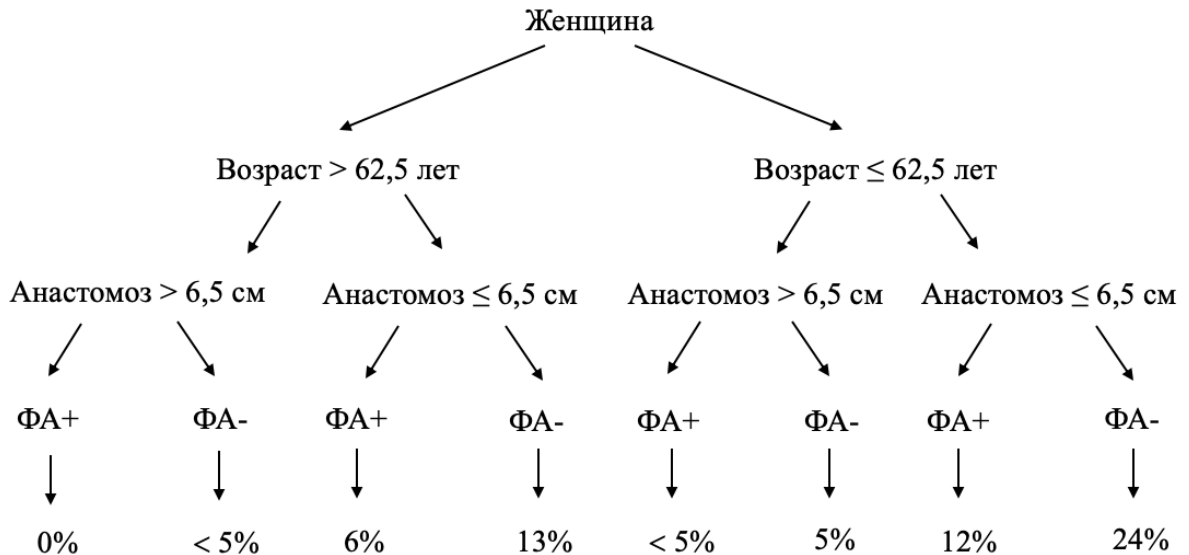 Женщина
Возраст > 62,5 лет Возраст ≤ 62,5 лет
Анастомоз > 6,5 см Анастомоз ≤ 6,5 см Анастомоз > 6,5 см Анастомоз ≤ 6,5 см
ФА+ ФА- ФА+ ФА- ФА+ ФА- ФА+ ФА-
0% < 5% 6% 13% < 5% 5% 12% 24%